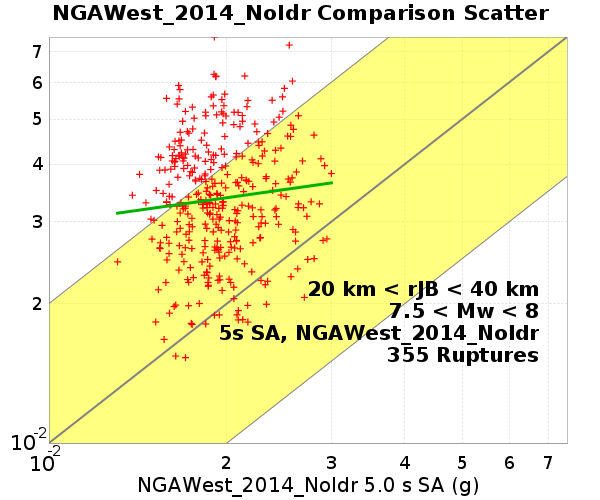 NGAWest_2014_NoIdr Comparison Scatter
7
6
5
4
3
2
10-2
20 km < rJB < 40 km
7.5 < Mw < 8
5s SA, NGAWest_2014_NoIdr
355 Ruptures
10-2 2 3 4 5 6 7
NGAWest_2014_NoIdr 5.0 s SA (g)